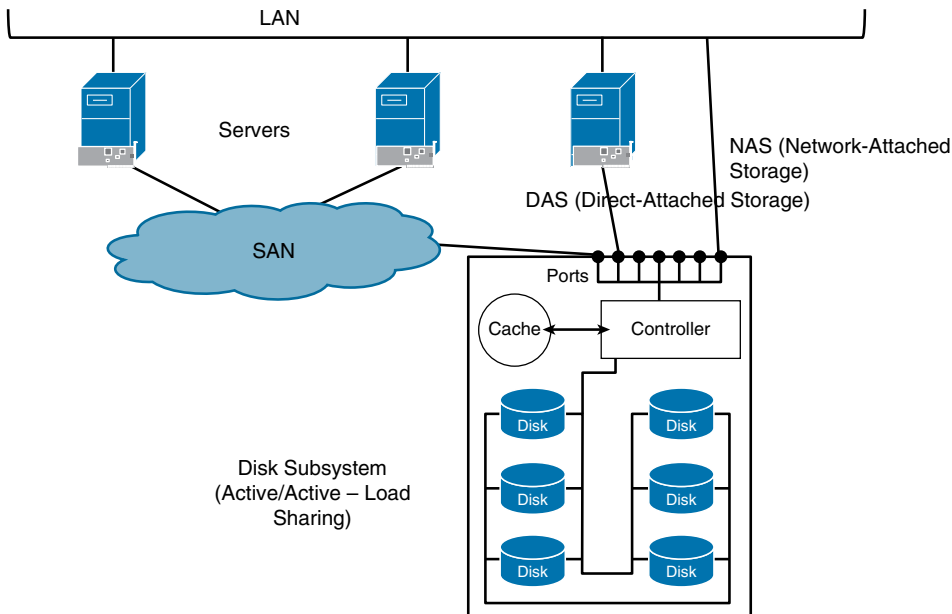 LAN
Servers
NAS (Network-Attached
Storage)
DAS (Direct-Attached Storage)
SAN
Ports
Cache
Controller
Disk
Disk
Disk
Disk
Disk
Disk
Disk Subsystem
(Active/Active – Load
Sharing)